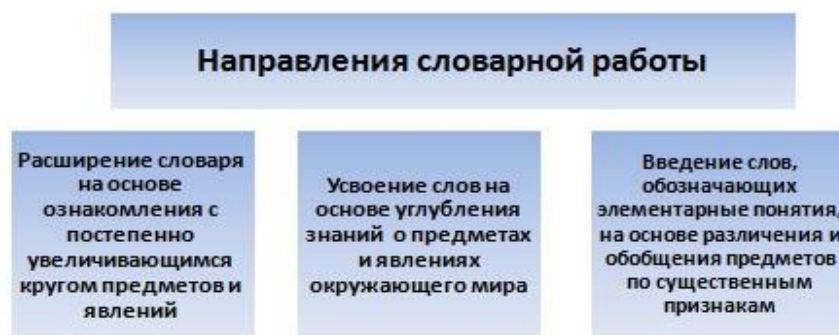 Направления словарной работы
Расширение словаря
на основе
ознакомления с
постепенно
увеличивающимся
кругом предметов и
явлений
Усвоение слов на
основе углубления
знаний о предметах
и явлениях
окружающего мира
Введение слов,
обозначающих
элементарные понятия,
на основе различения и
обобщения предметов
по существенным
признакам